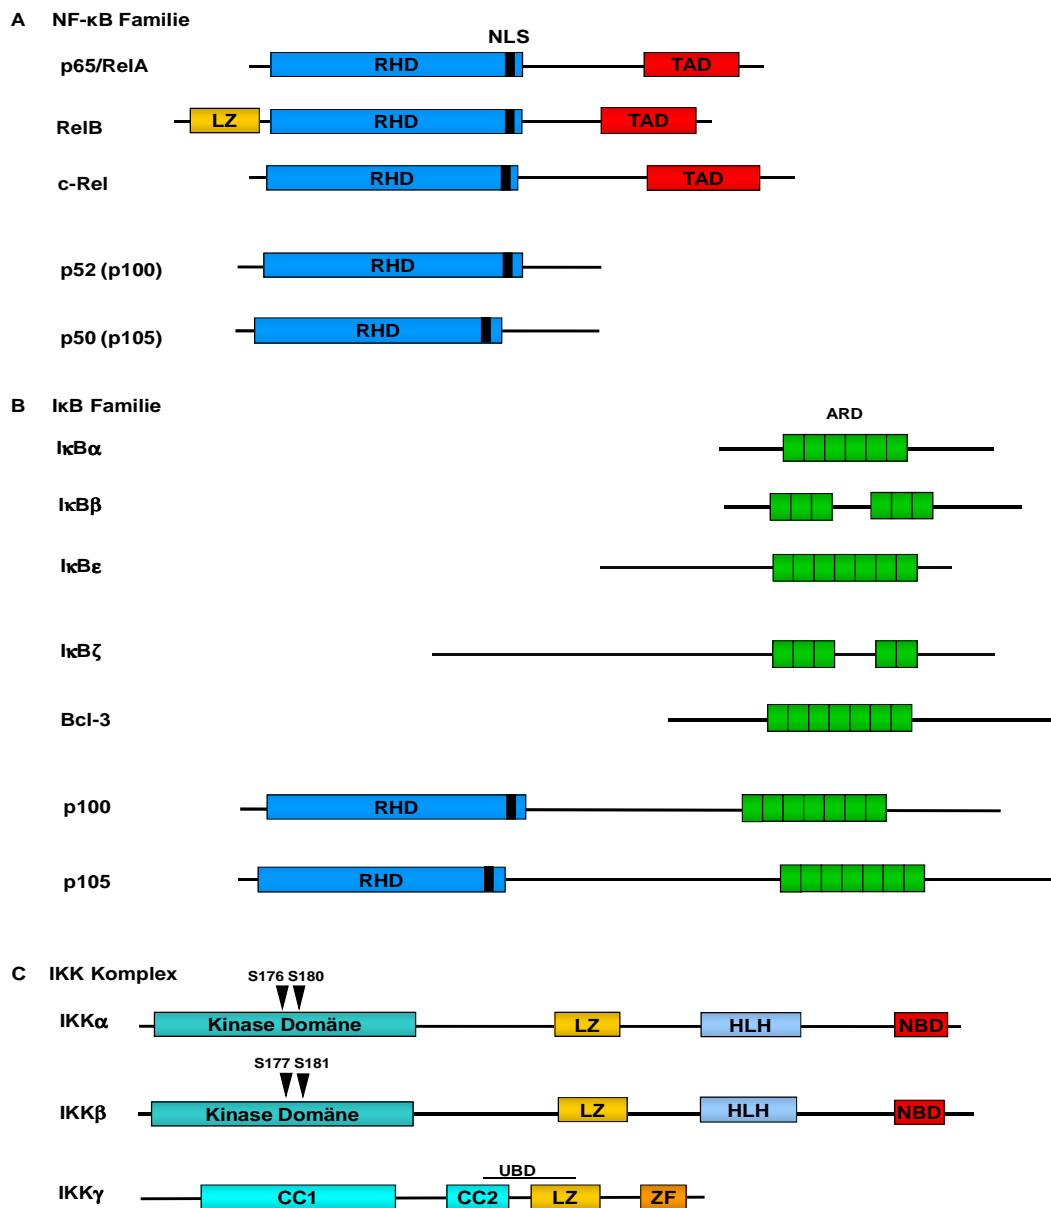 A NF-κB Familie
NLS
p65/RelA RHD TAD
RelB LZ RHD TAD
c-Rel RHD TAD
p52 (p100) RHD
p50 (p105) RHD
B IκB Familie
ARD
IκBα
IκBβ
IκBε
IκBζ
Bcl-3
p100 RHD
p105 RHD
C IKK Komplex
S176 S180
IKKα Kinase Domäne LZ HLH NBD
S177 S181
IKKβ Kinase Domäne LZ HLH NBD
UBD
IKKγ CC1 CC2 LZ ZF